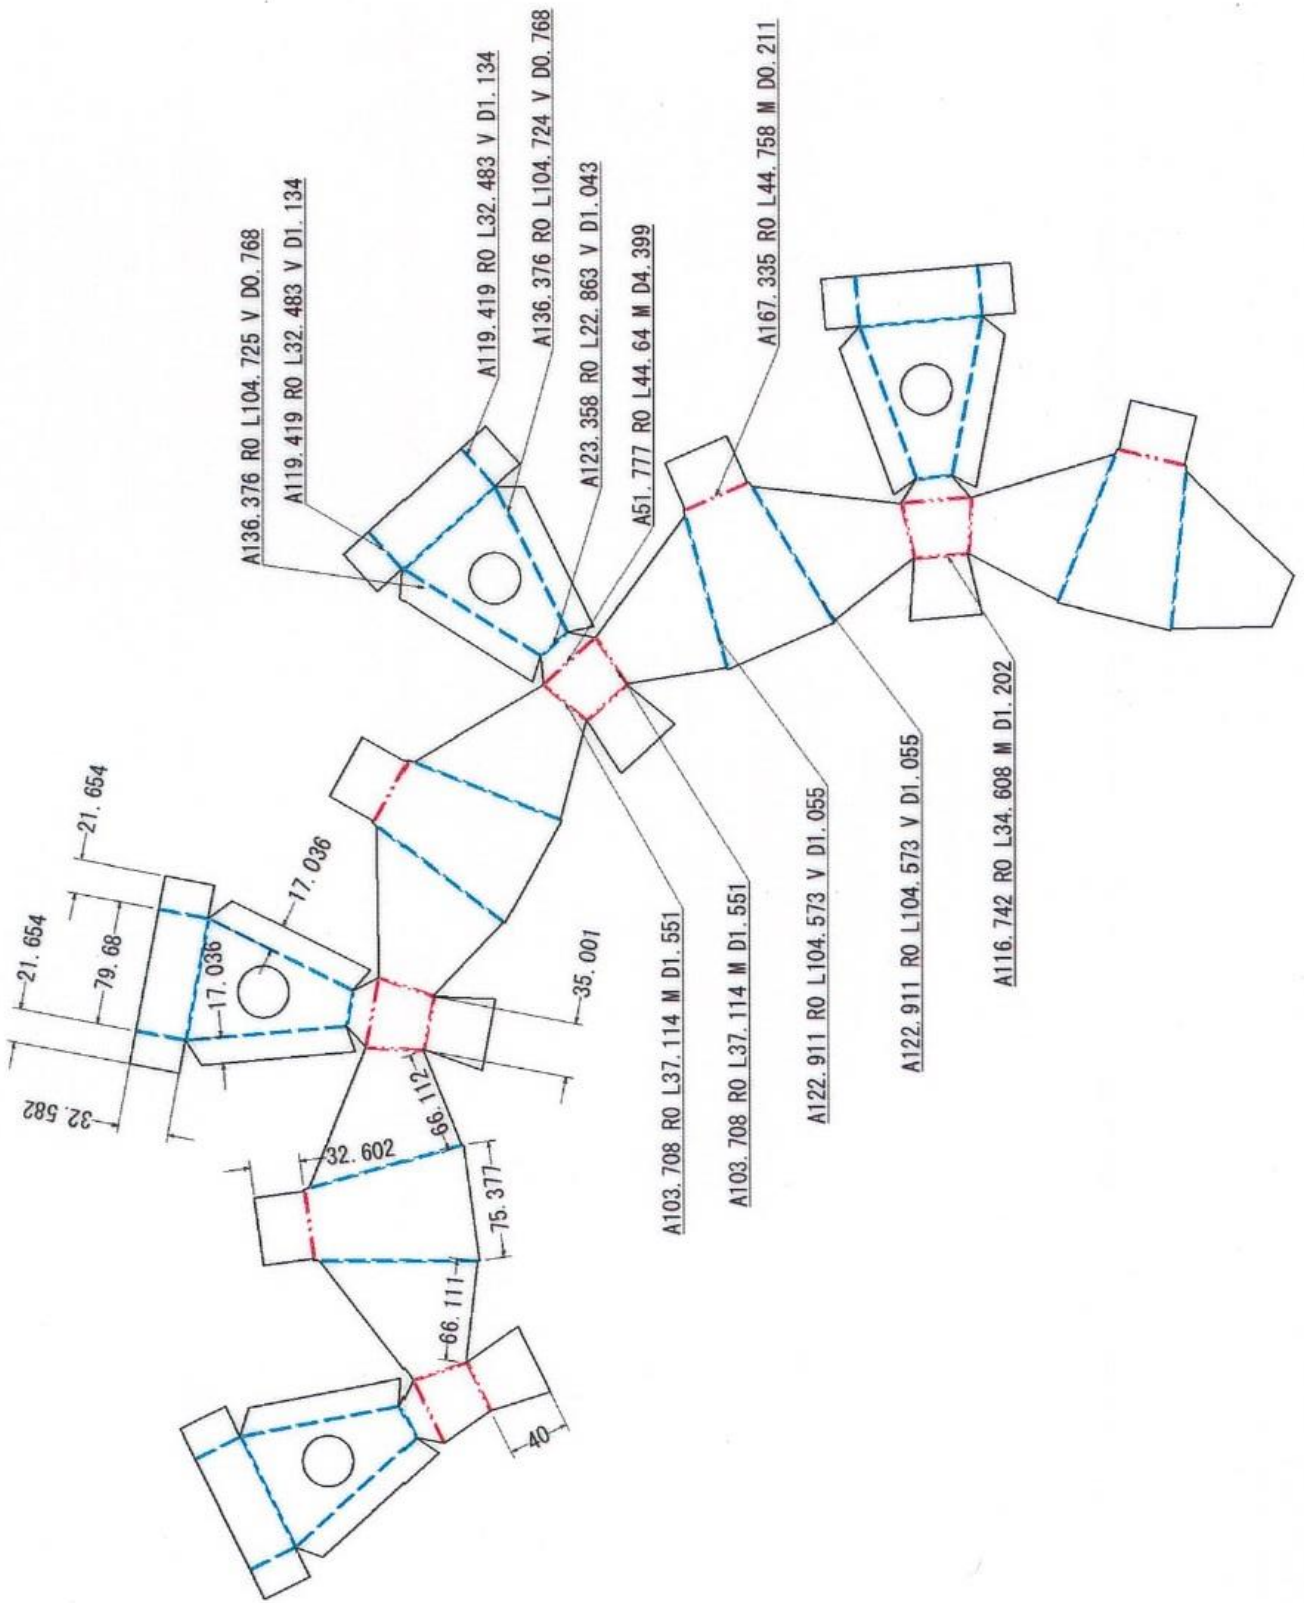 A136.376 R0 L104.725 V D0.768
A119.419 R0 L32.483 V D1.134
A119.419 R0 L32.483 V D1.134
A136.376 R0 L104.724 V D0.768
A123.358 R0 L22.863 V D1.043
A51.777 R0 L44.64 M D4.399
A167.335 R0 L44.758 M D0.211
21.654
21.654
79.68
17.036
17.036
32.582
35.001
66.112
32.602
75.377
66.111
40
A103.708 R0 L37.114 M D1.551
A103.708 R0 L37.114 M D1.551
A122.911 R0 L104.573 V D1.055
A122.911 R0 L104.573 V D1.055
A116.742 R0 L34.608 M D1.202